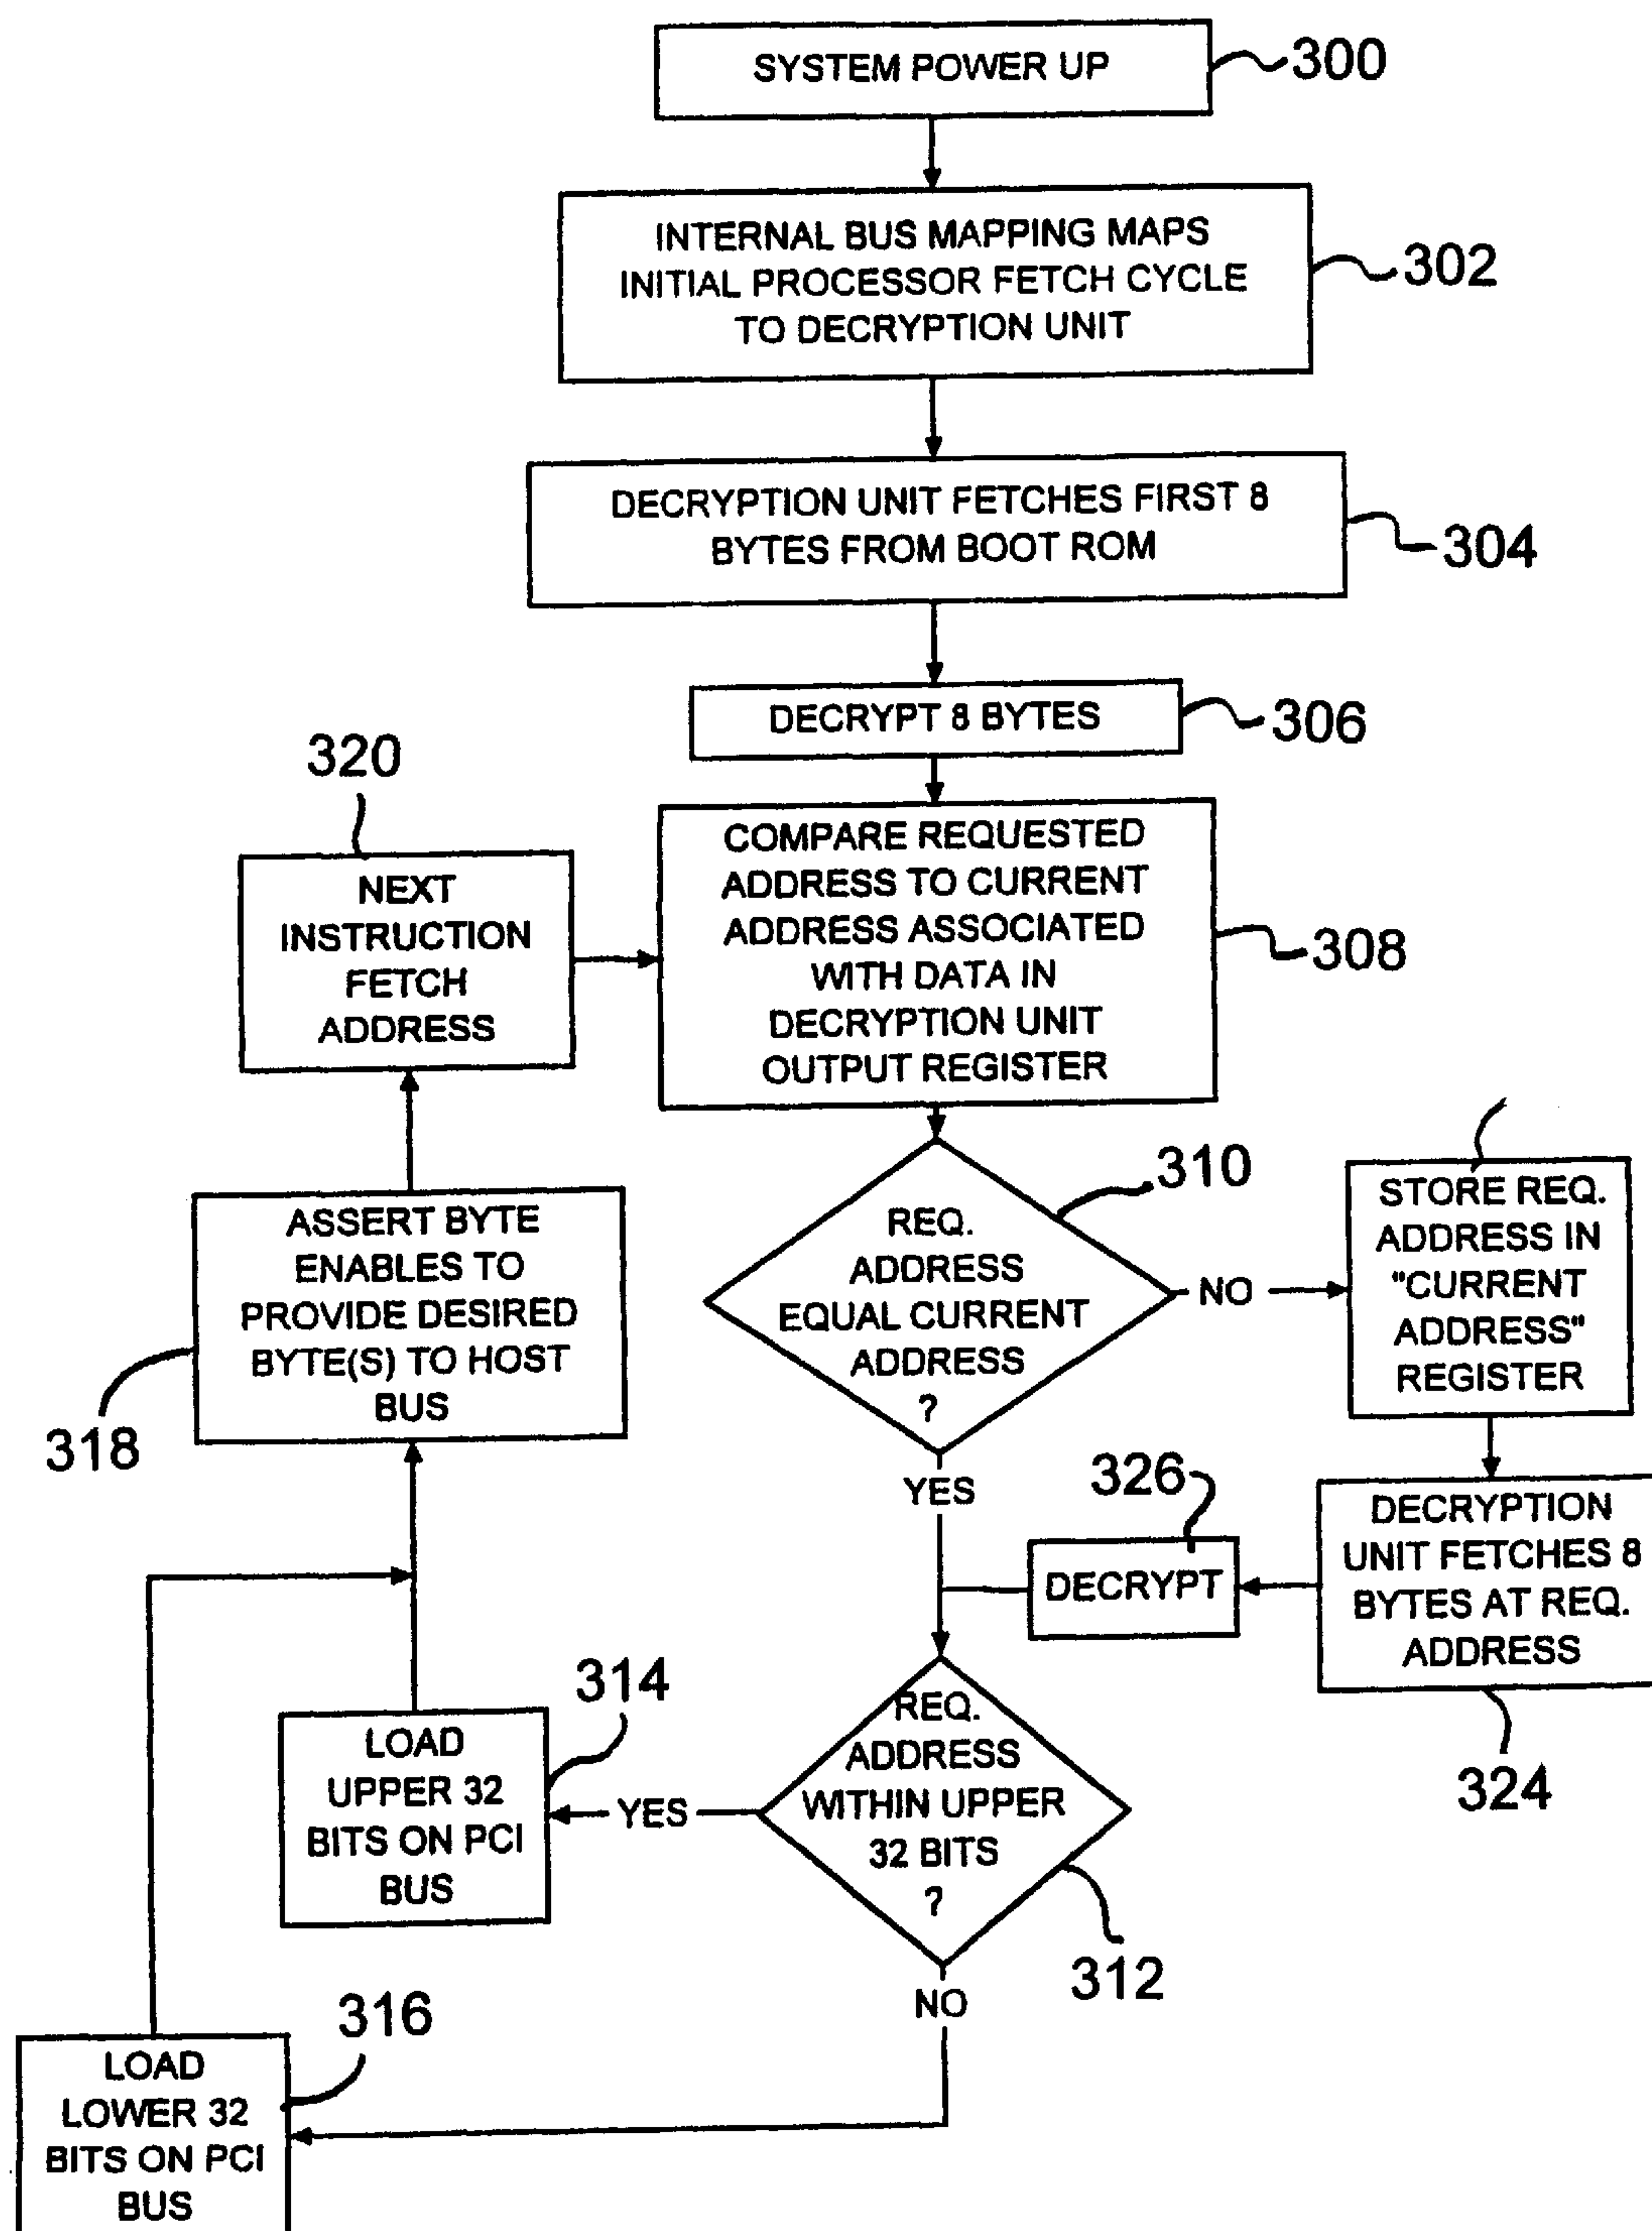 SYSTEM POWER UP
300
INTERNAL BUS MAPPING MAPS
INITIAL PROCESSOR FETCH CYCLE
TO DECRYPTION UNIT
302
DECRYPTION UNIT FETCHES FIRST 8
BYTES FROM BOOT ROM
304
DECRYPT 8 BYTES
306
320
NEXT
INSTRUCTION
FETCH
ADDRESS
COMPARE REQUESTED
ADDRESS TO CURRENT
ADDRESS ASSOCIATED
WITH DATA IN
DECRYPTION UNIT
OUTPUT REGISTER
308
310
REQ.
ADDRESS
EQUAL CURRENT
ADDRESS
?
NO
STORE REQ.
ADDRESS IN
"CURRENT
ADDRESS"
REGISTER
ASSERT BYTE
ENABLES TO
PROVIDE DESIRED
BYTE(S) TO HOST
BUS
318
YES
326
DECRYPT
DECRYPTION
UNIT FETCHES 8
BYTES AT REQ.
ADDRESS
324
314
LOAD
UPPER 32
BITS ON PCI
BUS
YES
REQ.
ADDRESS
WITHIN UPPER
32 BITS
?
312
NO
316
LOAD
LOWER 32
BITS ON PCI
BUS